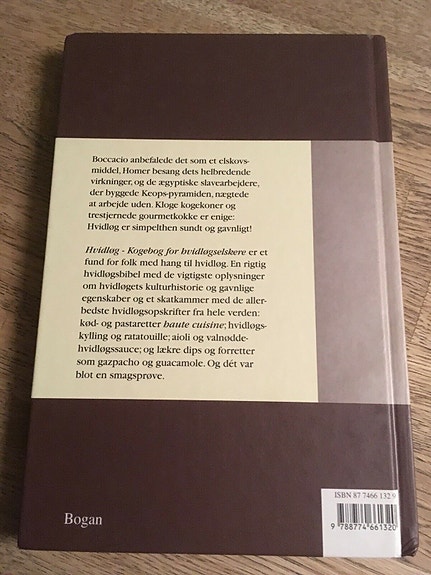 Boccacio anbefalede det som et elskovs-
middel, Homer besang dets helbredende
virkninger, og de ægyptiske slavearbejdere,
der byggede Keops-pyramiden, nægtede
at arbejde uden. Kloge kogekoner og
trestjernede gourmetkokke er enige:
Hvidløg er simpelthen sundt og gavnligt!
Hvidløg - Kogebog for hvidløgselskere er et
fund for folk med hang til hvidløg. En rigtig
hvidløgsbibel med de vigtigste oplysninger
om hvidløgets kulturhistorie og gavnlige
egenskaber og et skatkammer med de aller-
bedste hvidløgsopskrifter fra hele verden:
kød- og pastaretter haute cuisine; hvidløgs-
kylling og ratatouille; aioli og valnødde-
hvidløgssauce; og lækre dips og forretter
som gazpacho og guacamole. Og dét var
blot en smagsprøve.
ISBN 87 7466 132 9
9 788774 661320
Bogan